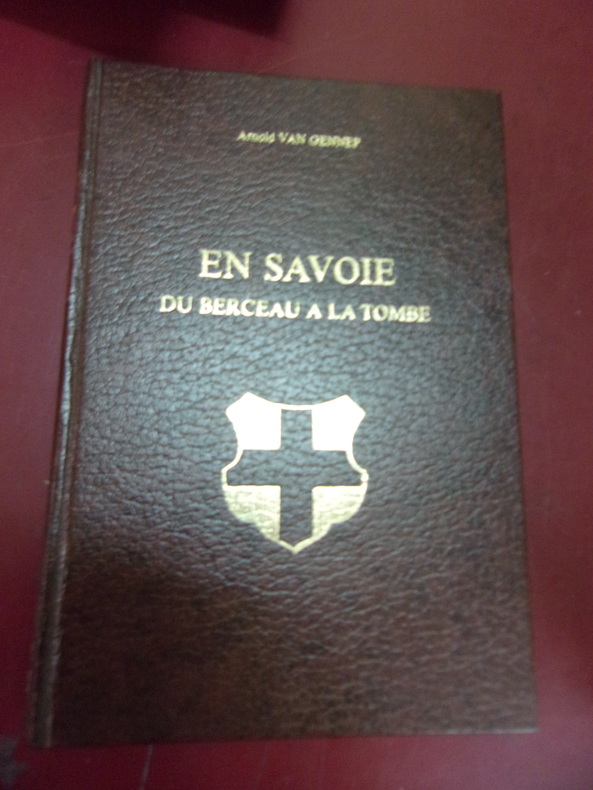 Arnold VAN GENNEP
EN SAVOIE
DU BERCEAU A LA TOMBE